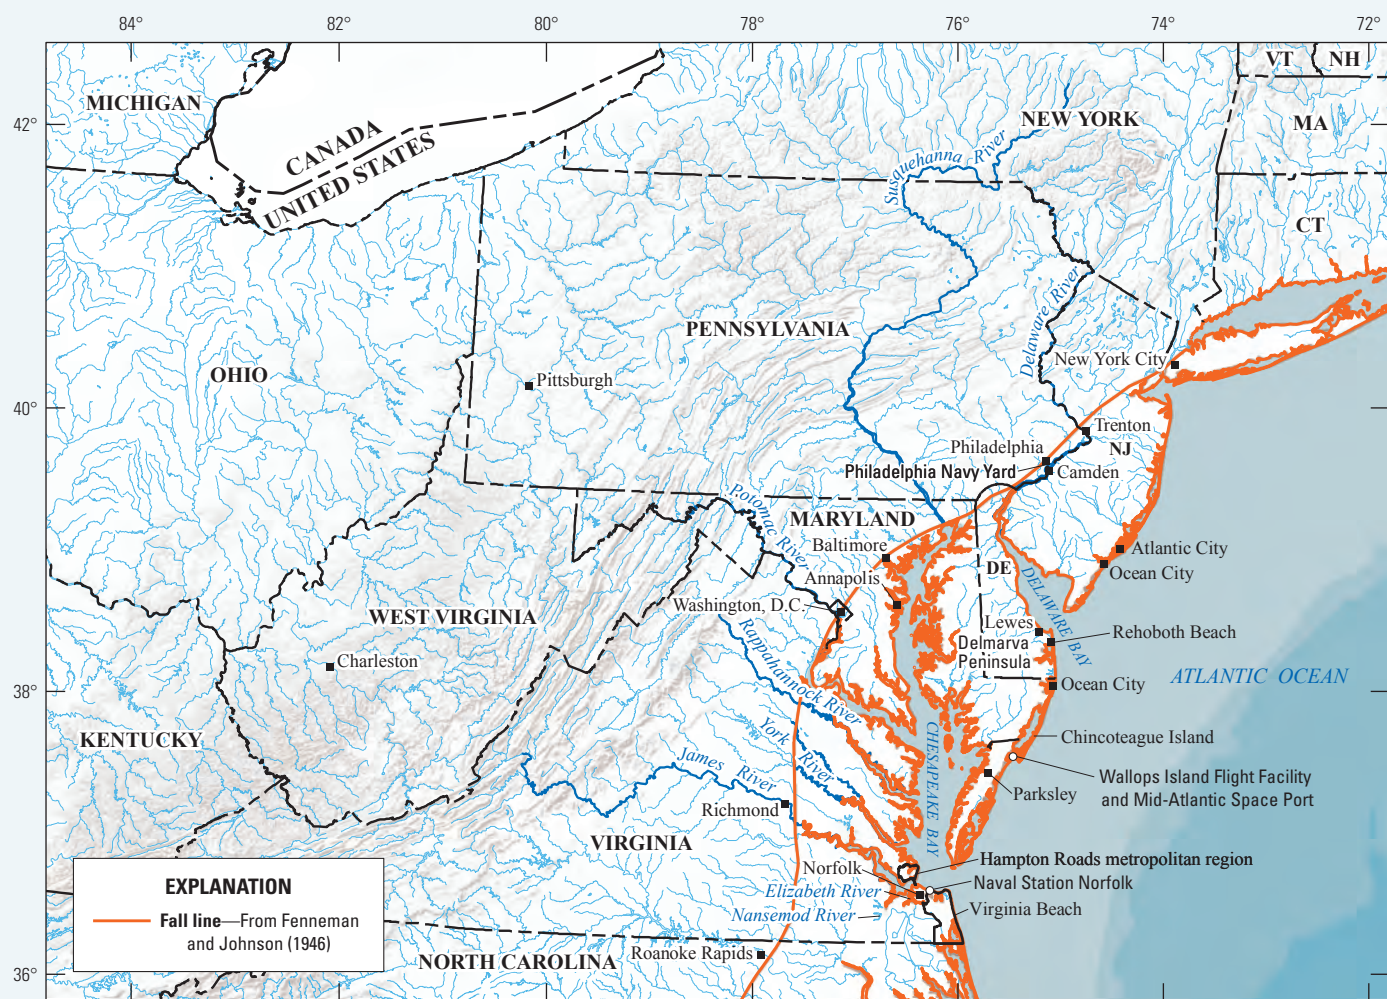 84°
82°
80°
78°
76°
74°
72°
42°
40°
38°
36°
MICHIGAN
CANADA
UNITED STATES
NEW YORK
VT
NH
MA
CT
Susquehanna River
Delaware River
PENNSYLVANIA
OHIO
Pittsburgh
New York City
Trenton
NJ
Philadelphia
Philadelphia Navy Yard
Camden
Potomac River
MARYLAND
Baltimore
Annapolis
Washington, D.C.
DE
DELAWARE BAY
Atlantic City
Ocean City
Lewes
Rehoboth Beach
Delmarva
Peninsula
Ocean City
ATLANTIC OCEAN
WEST VIRGINIA
Charleston
KENTUCKY
Rappahannock River
York River
James River
Richmond
VIRGINIA
CHESAPEAKE BAY
Chincoteague Island
Wallops Island Flight Facility
and Mid-Atlantic Space Port
Parksley
Hampton Roads metropolitan region
Norfolk
Naval Station Norfolk
Elizabeth River
Virginia Beach
Nansemod River
Roanoke Rapids
NORTH CAROLINA
EXPLANATION
Fall line—From Fenneman
and Johnson (1946)